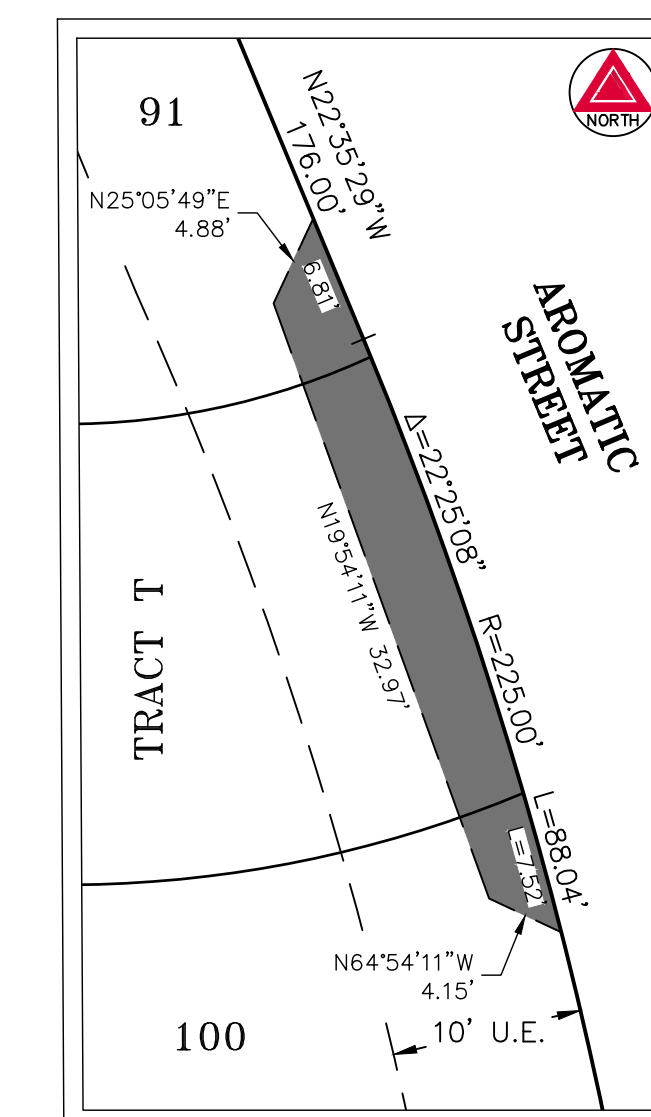 91
NORTH
N22°35'29"W
176.00'
N25°05'49"E
4.88'
6.81'
AROMATIC
STREET
Δ=22°25'08"
N19°54'11"W 32.97'
R=225.00'
TRACT T
L=88.04'
L=7.52'
N64°54'11"W
4.15'
100
10' U.E.